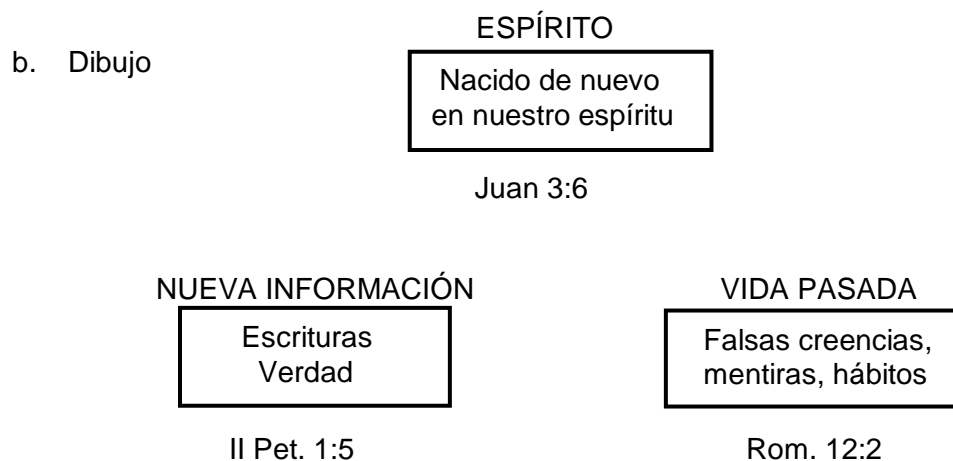 ESPÍRITO
b. Dibujo
Nacido de nuevo
en nuestro espíritu
Juan 3:6
NUEVA INFORMACIÓN
Escrituras
Verdad
II Pet. 1:5
VIDA PASADA
Falsas creencias,
mentiras, hábitos
Rom. 12:2